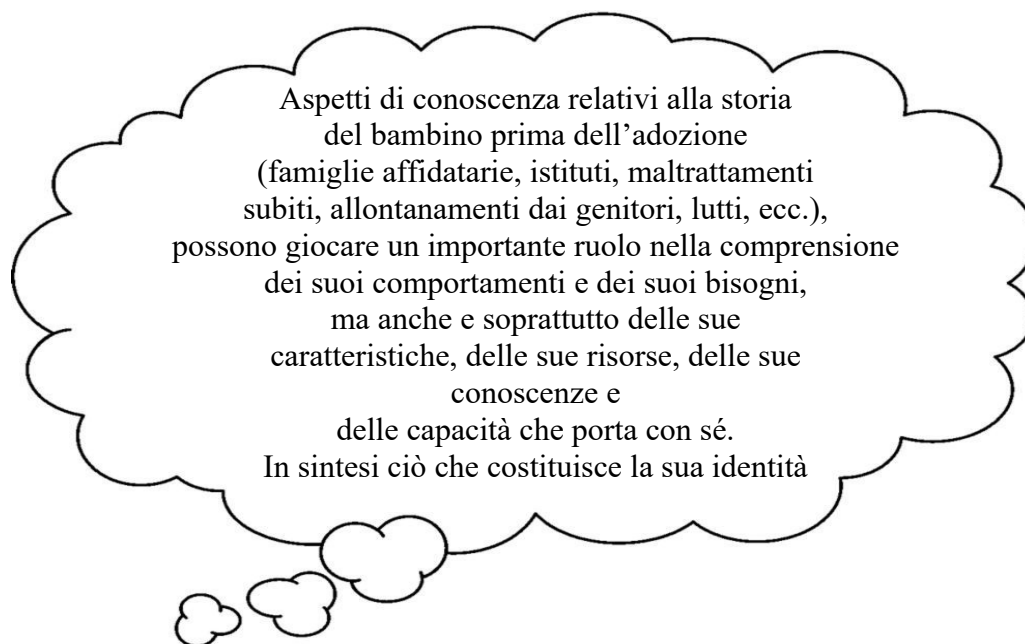 Aspetti di conoscenza relativi alla storia
del bambino prima dell’adozione
(famiglie affidatarie, istituti, maltrattamenti
subiti, allontanamenti dai genitori, lutti, ecc.),
possono giocare un importante ruolo nella comprensione
dei suoi comportamenti e dei suoi bisogni,
ma anche e soprattutto delle sue
caratteristiche, delle sue risorse, delle sue
conoscenze e
delle capacità che porta con sé.
In sintesi ciò che costituisce la sua identità